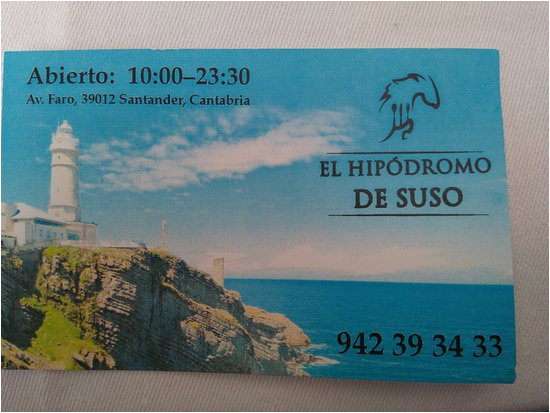 Abierto: 10:00–23:30
Av. Faro, 39012 Santander, Cantabria
EL HIPÓDROMO
DE SUSO
942 39 34 33